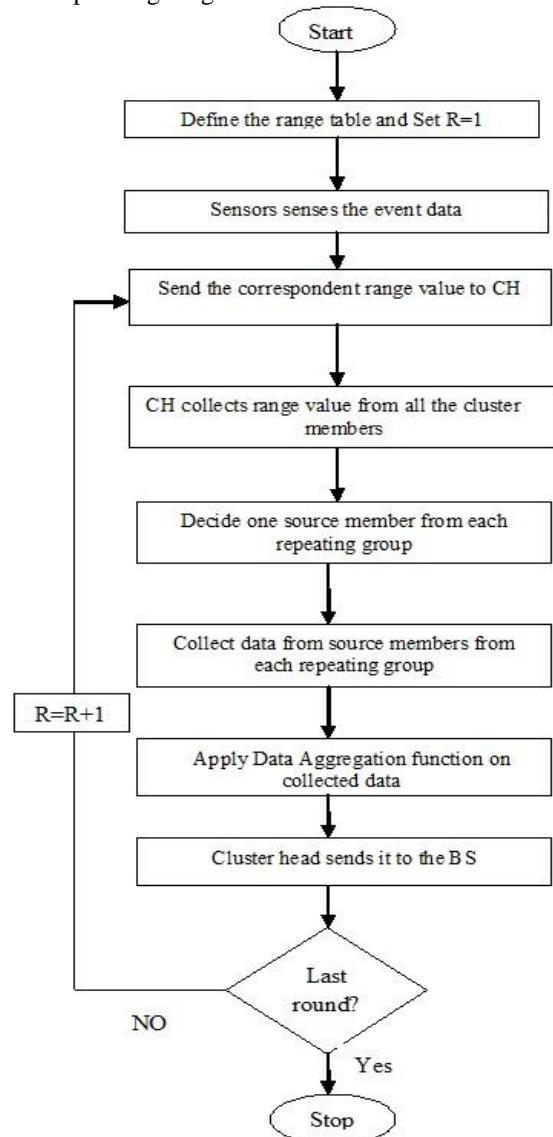 Start
Define the range table and Set R=1
Sensors senses the event data
Send the correspondent range value to CH
CH collects range value from all the cluster
members
Decide one source member from each
repeating group
Collect data from source members from
each repeating group
R=R+1
Apply Data Aggregation function on
collected data
Cluster head sends it to the BS
Last
round?
NO
Yes
Stop